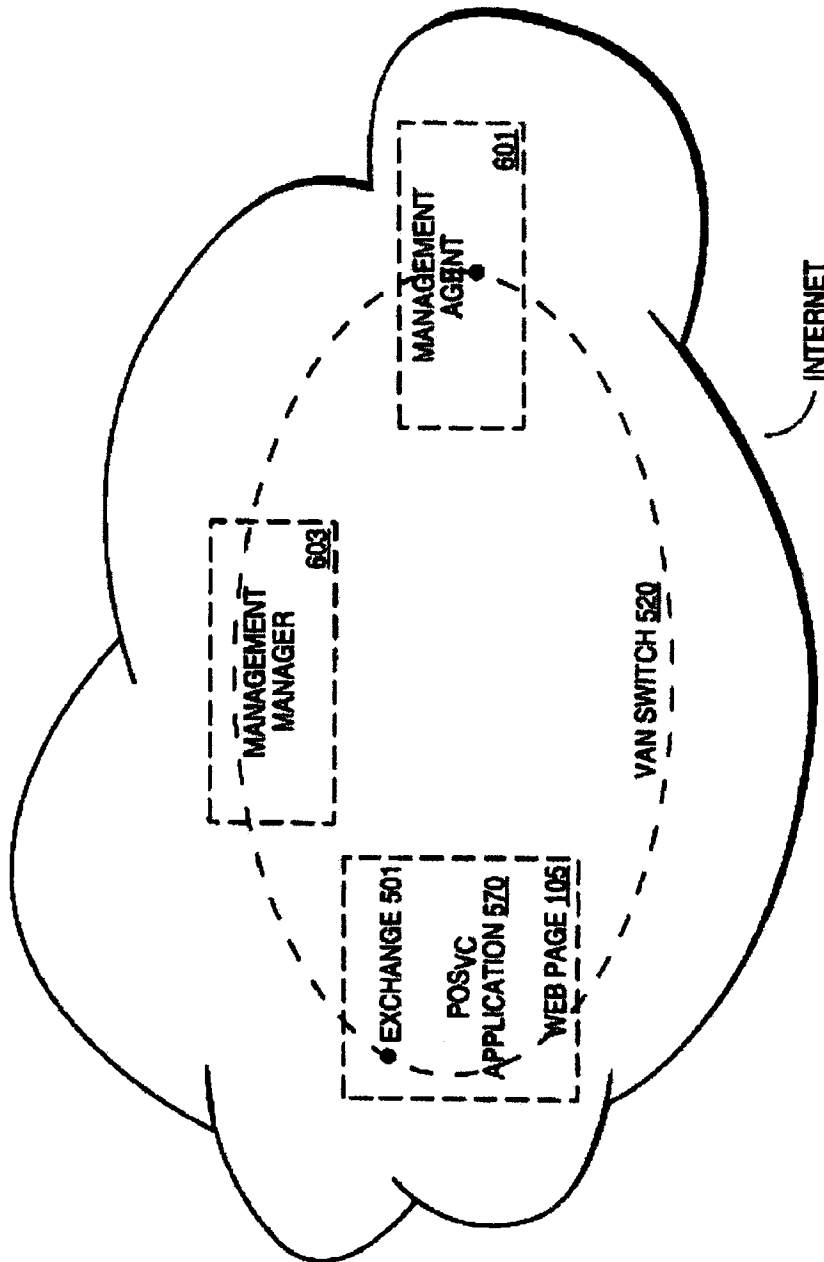 MANAGEMENT
MANAGER
603
MANAGEMENT
AGENT
601
EXCHANGE 501
POSVC
APPLICATION 570
WEB PAGE 105
VAN SWITCH 520
INTERNET